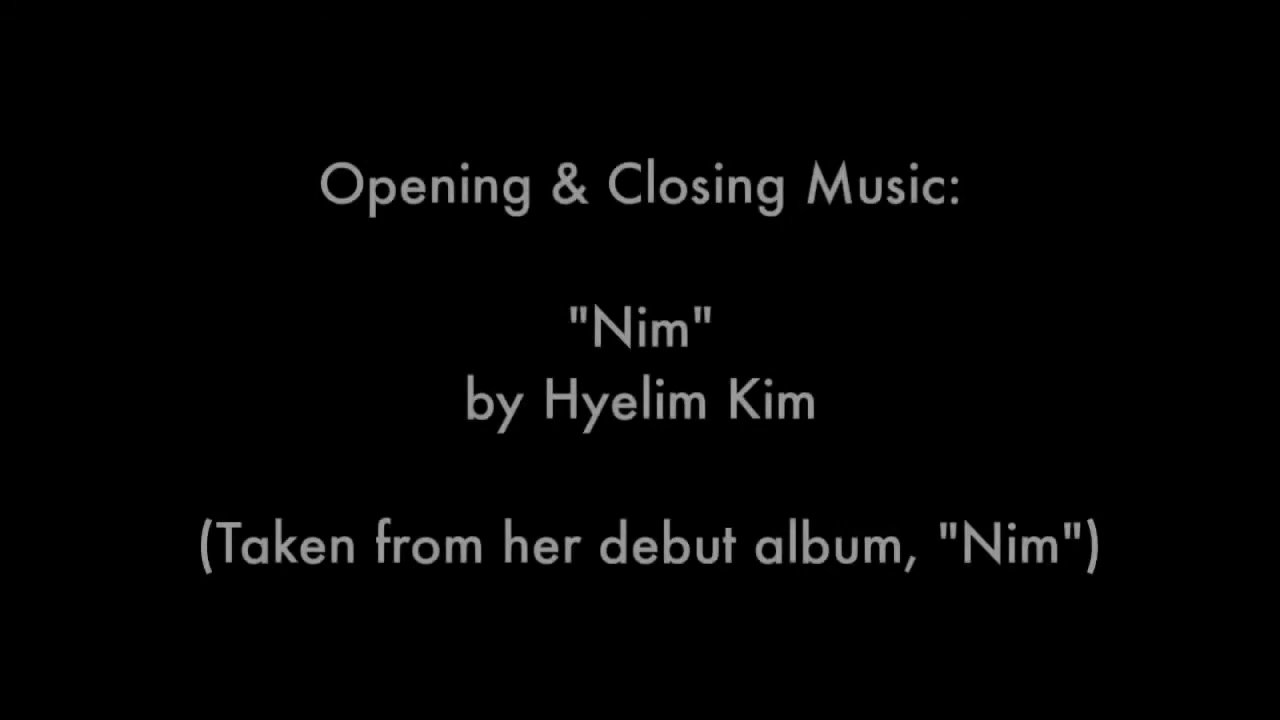 Opening & Closing Music:
"Nim"
by Hyelim Kim
(Taken from her debut album, "Nim")